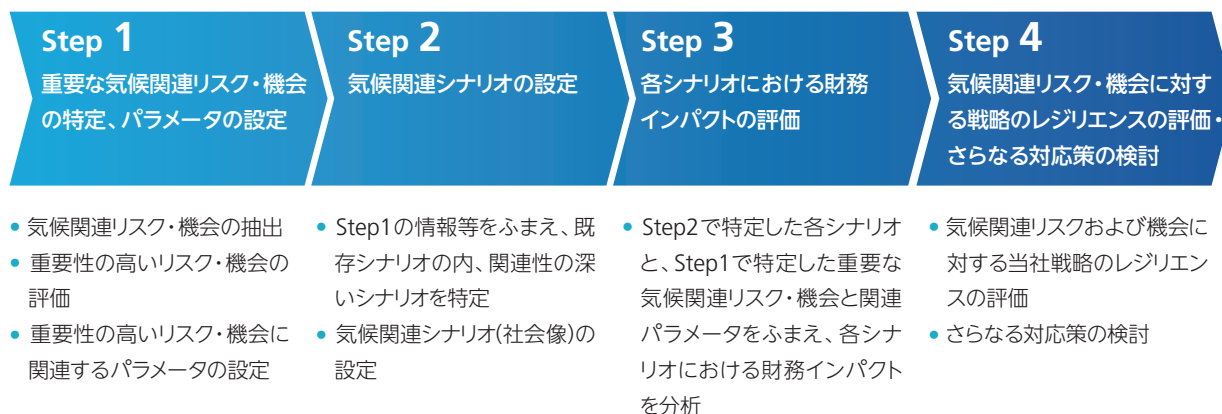 Step 1
重要な気候関連リスク・機会
の特定、パラメータの設定
Step 2
気候関連シナリオの設定
Step 3
各シナリオにおける財務
インパクトの評価
Step 4
気候関連リスク・機会に対す
る戦略のレジリエンスの評価・
さらなる対応策の検討
• 気候関連リスク・機会の抽出
• 重要性の高いリスク・機会の
評価
• 重要性の高いリスク・機会に
関連するパラメータの設定
• Step1の情報等をふまえ、既
存シナリオの内、関連性の深
いシナリオを特定
• 気候関連シナリオ(社会像)の
設定
• Step2で特定した各シナリオ
と、Step1で特定した重要な
気候関連リスク・機会と関連
パラメータをふまえ、各シナ
リオにおける財務インパクト
を分析
• 気候関連リスクおよび機会に
対する当社戦略のレジリエン
スの評価
• さらなる対応策の検討